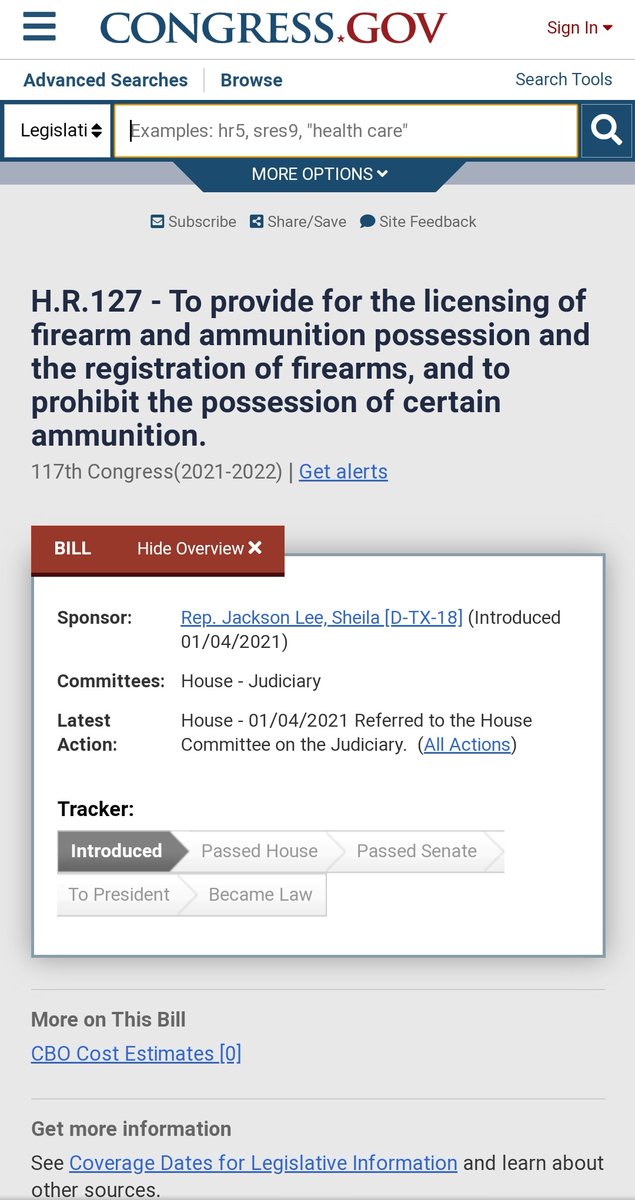 CONGRESS.GOV
Sign In
Advanced Searches
Browse
Search Tools
Legislati
Examples: hr5, sres9, "health care"
MORE OPTIONS
Subscribe Share/Save Site Feedback
H.R.127 - To provide for the licensing of
firearm and ammunition possession and
the registration of firearms, and to
prohibit the possession of certain
ammunition.
117th Congress(2021-2022) | Get alerts
BILL Hide Overview
Sponsor: Rep. Jackson Lee, Sheila [D-TX-18] (Introduced
01/04/2021)
Committees: House - Judiciary
Latest House - 01/04/2021 Referred to the House
Action: Committee on the Judiciary. (All Actions)
Tracker:
Introduced Passed House Passed Senate
To President Became Law
More on This Bill
CBO Cost Estimates [0]
Get more information
See Coverage Dates for Legislative Information and learn about
other sources.